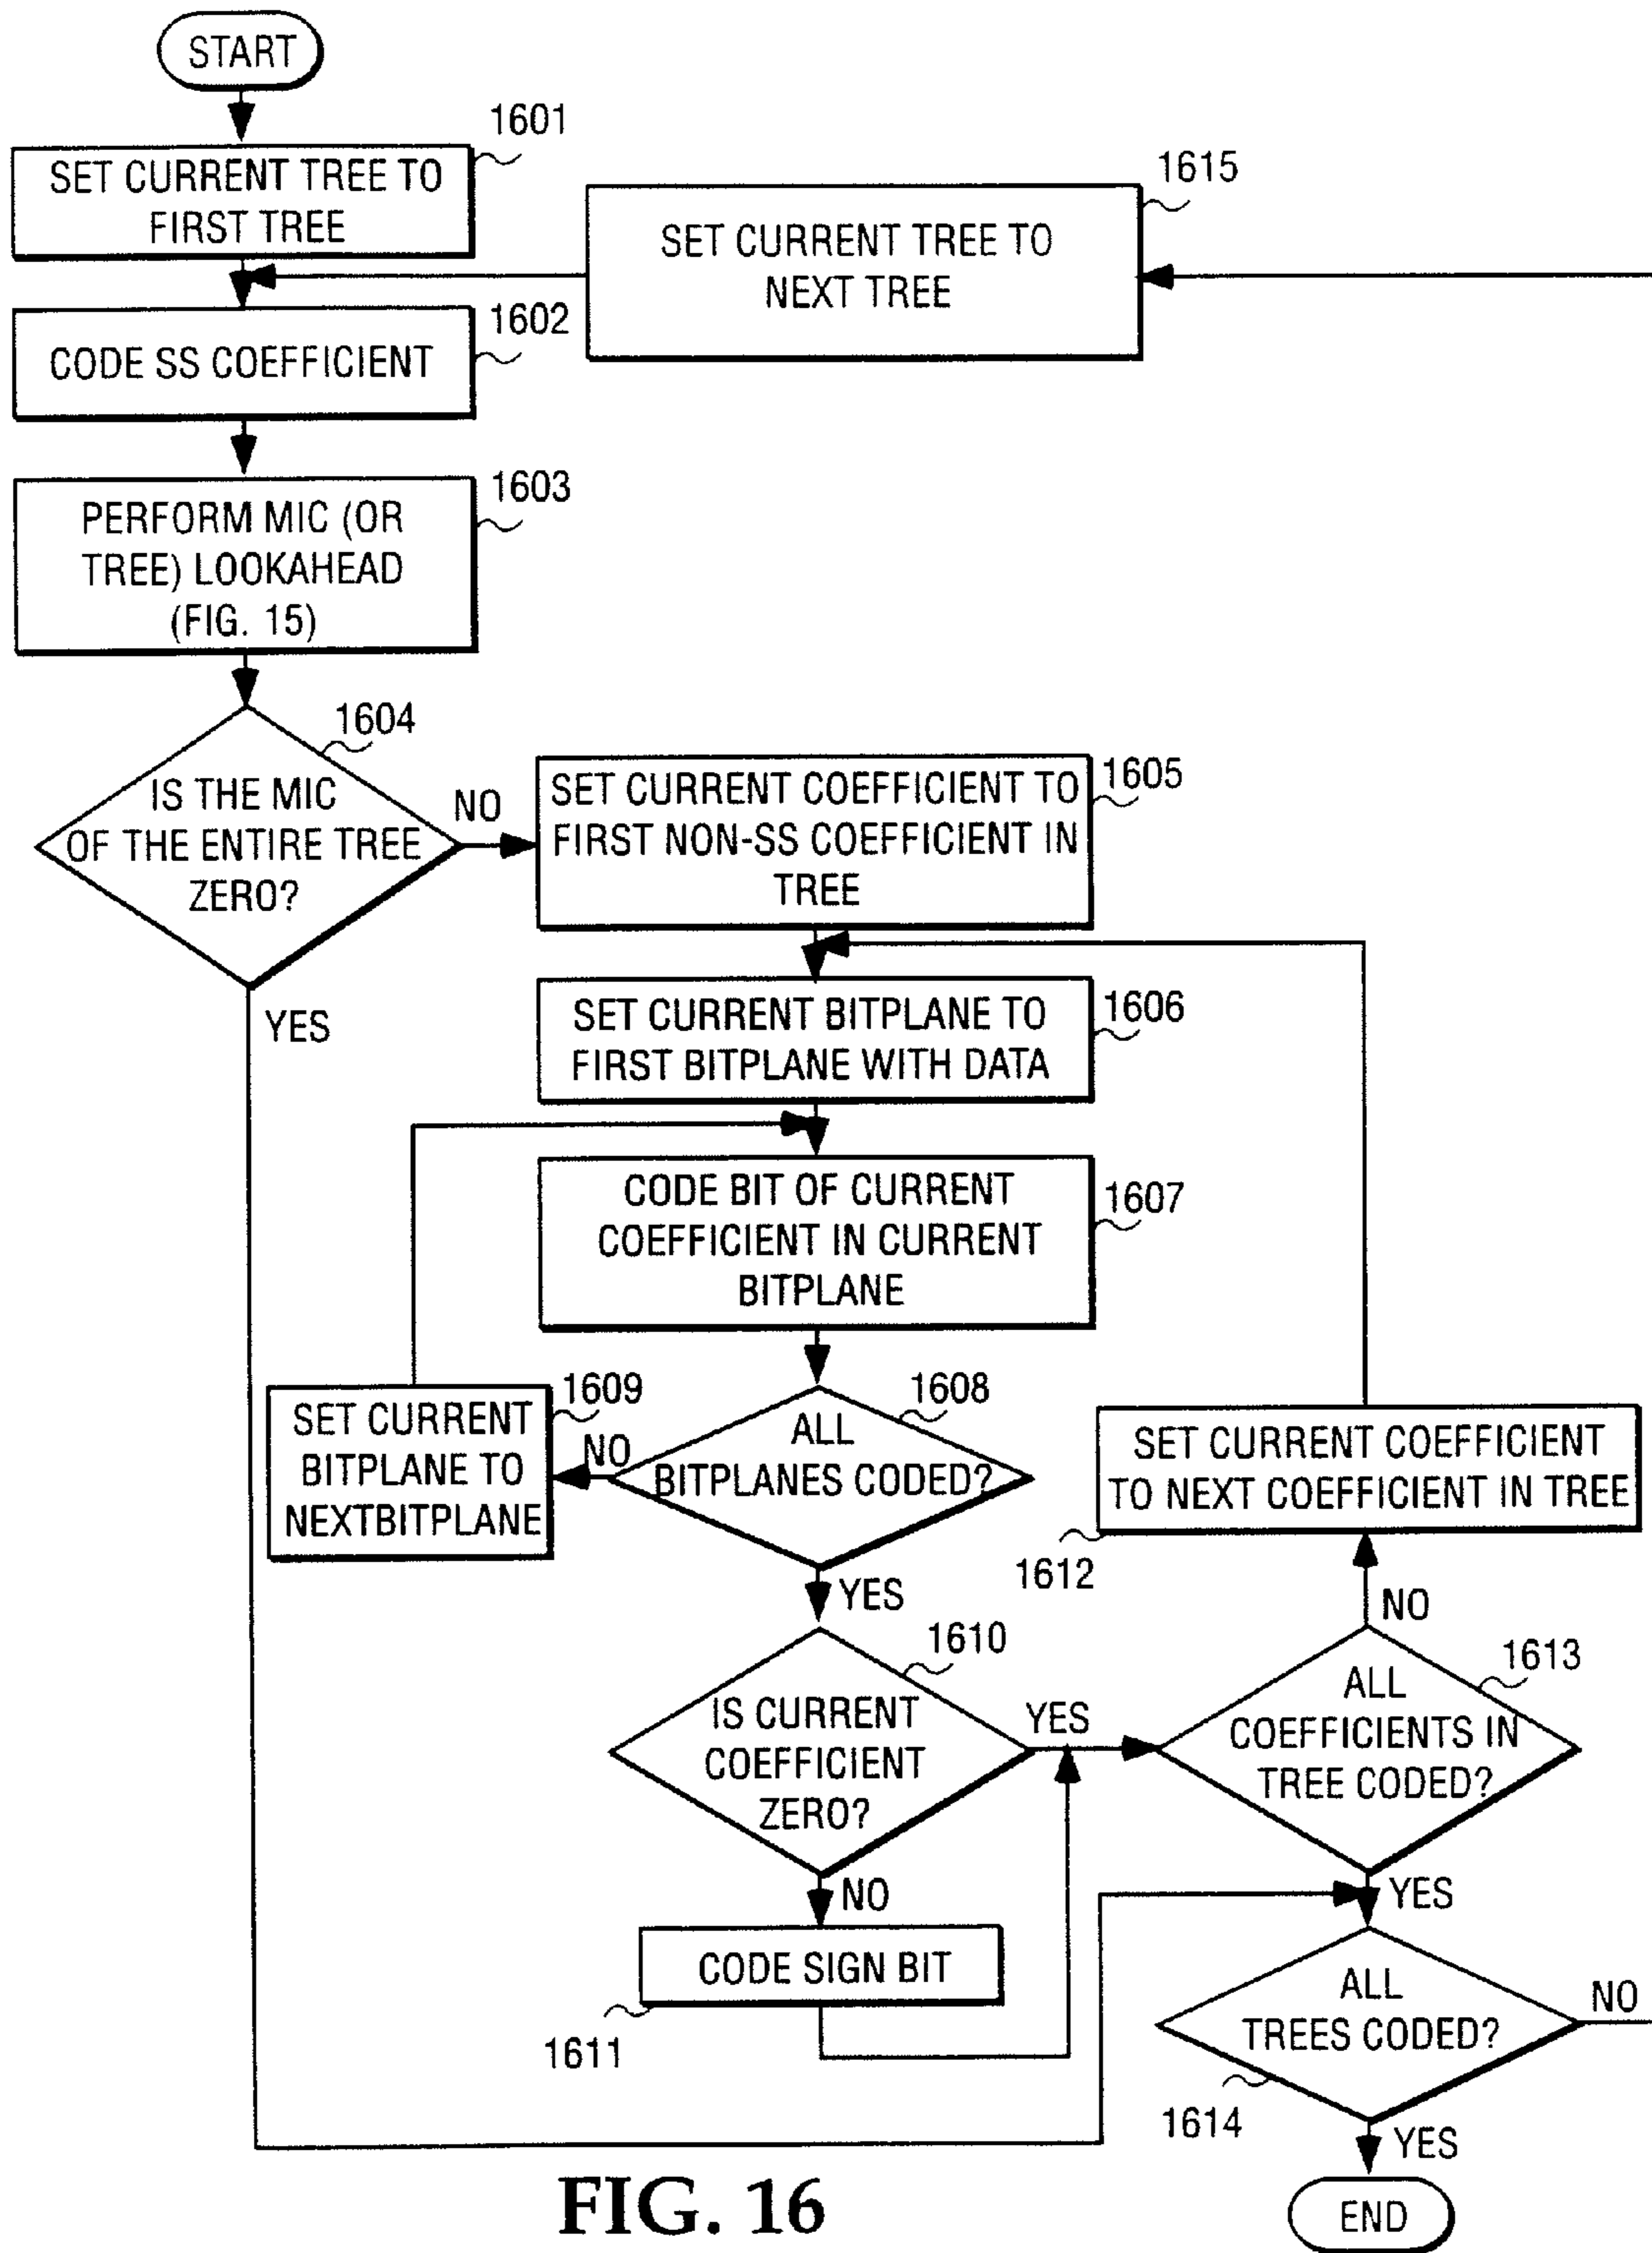 START
1601
SET CURRENT TREE TO
FIRST TREE
1615
SET CURRENT TREE TO
NEXT TREE
1602
CODE SS COEFFICIENT
1603
PERFORM MIC (OR
TREE) LOOKAHEAD
(FIG. 15)
1604
IS THE MIC
OF THE ENTIRE TREE
ZERO?
NO
YES
1605
SET CURRENT COEFFICIENT TO
FIRST NON-SS COEFFICIENT IN
TREE
1606
SET CURRENT BITPLANE TO
FIRST BITPLANE WITH DATA
1607
CODE BIT OF CURRENT
COEFFICIENT IN CURRENT
BITPLANE
1608
ALL
BITPLANES CODED?
NO
1609
SET CURRENT
BITPLANE TO
NEXTBITPLANE
YES
1610
IS CURRENT
COEFFICIENT
ZERO?
YES
NO
CODE SIGN BIT
1611
SET CURRENT COEFFICIENT
TO NEXT COEFFICIENT IN TREE
1612
NO
1613
ALL
COEFFICIENTS IN
TREE CODED?
YES
ALL
TREES CODED?
NO
1614
YES
END
FIG. 16